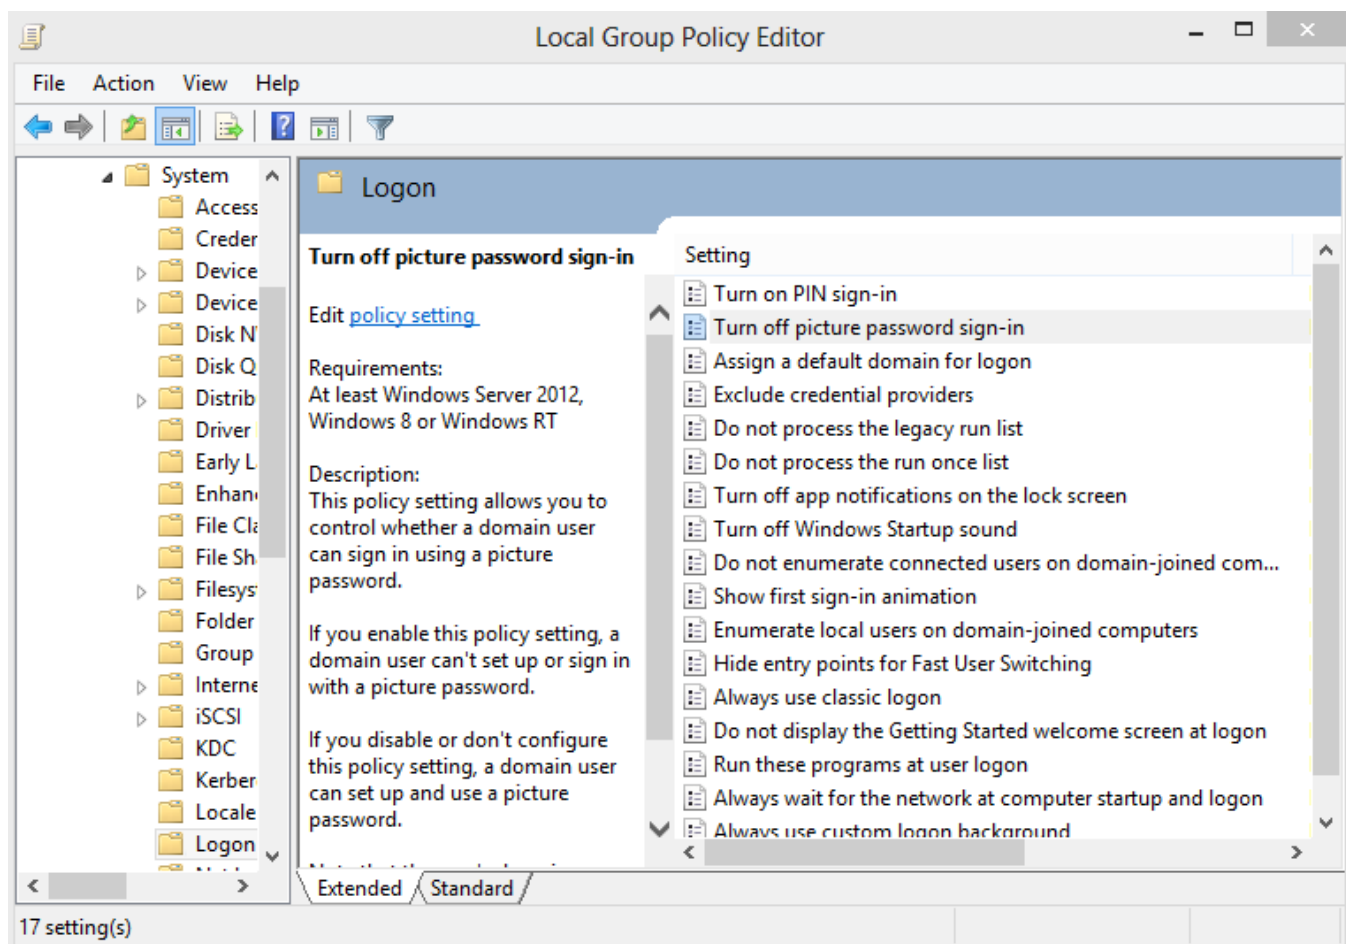 Local Group Policy Editor
File Action View Help
System
Access
Creden
Device
Device
Disk N
Disk Q
Distrib
Driver
Early L
Enhan
File Cla
File Sh
Filesys
Folder
Group
Interne
iSCSI
KDC
Kerber
Locale
Logon
Logon
Turn off picture password sign-in
Edit policy setting
Requirements:
At least Windows Server 2012,
Windows 8 or Windows RT
Description:
This policy setting allows you to
control whether a domain user
can sign in using a picture
password.
If you enable this policy setting, a
domain user can't set up or sign in
with a picture password.
If you disable or don't configure
this policy setting, a domain user
can set up and use a picture
password.
Setting
Turn on PIN sign-in
Turn off picture password sign-in
Assign a default domain for logon
Exclude credential providers
Do not process the legacy run list
Do not process the run once list
Turn off app notifications on the lock screen
Turn off Windows Startup sound
Do not enumerate connected users on domain-joined com...
Show first sign-in animation
Enumerate local users on domain-joined computers
Hide entry points for Fast User Switching
Always use classic logon
Do not display the Getting Started welcome screen at logon
Run these programs at user logon
Always wait for the network at computer startup and logon
Always use custom logon background
Extended Standard
17 setting(s)